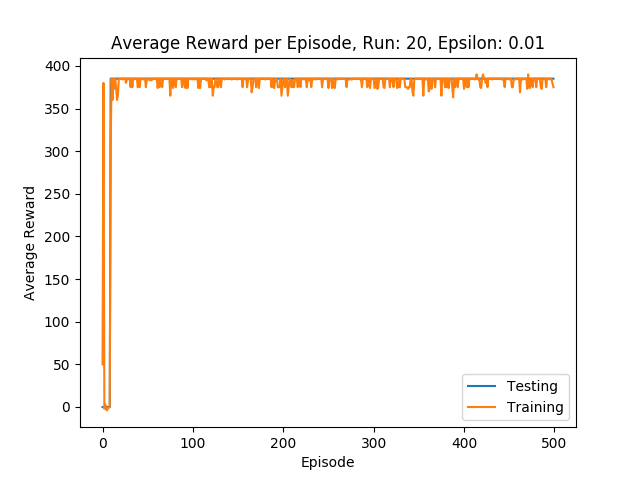 Average Reward per Episode, Run: 20, Epsilon: 0.01
400
350
300
250
200
150
100
50
0
Average Reward
0 100 200 300 400 500
Episode
Testing
Training